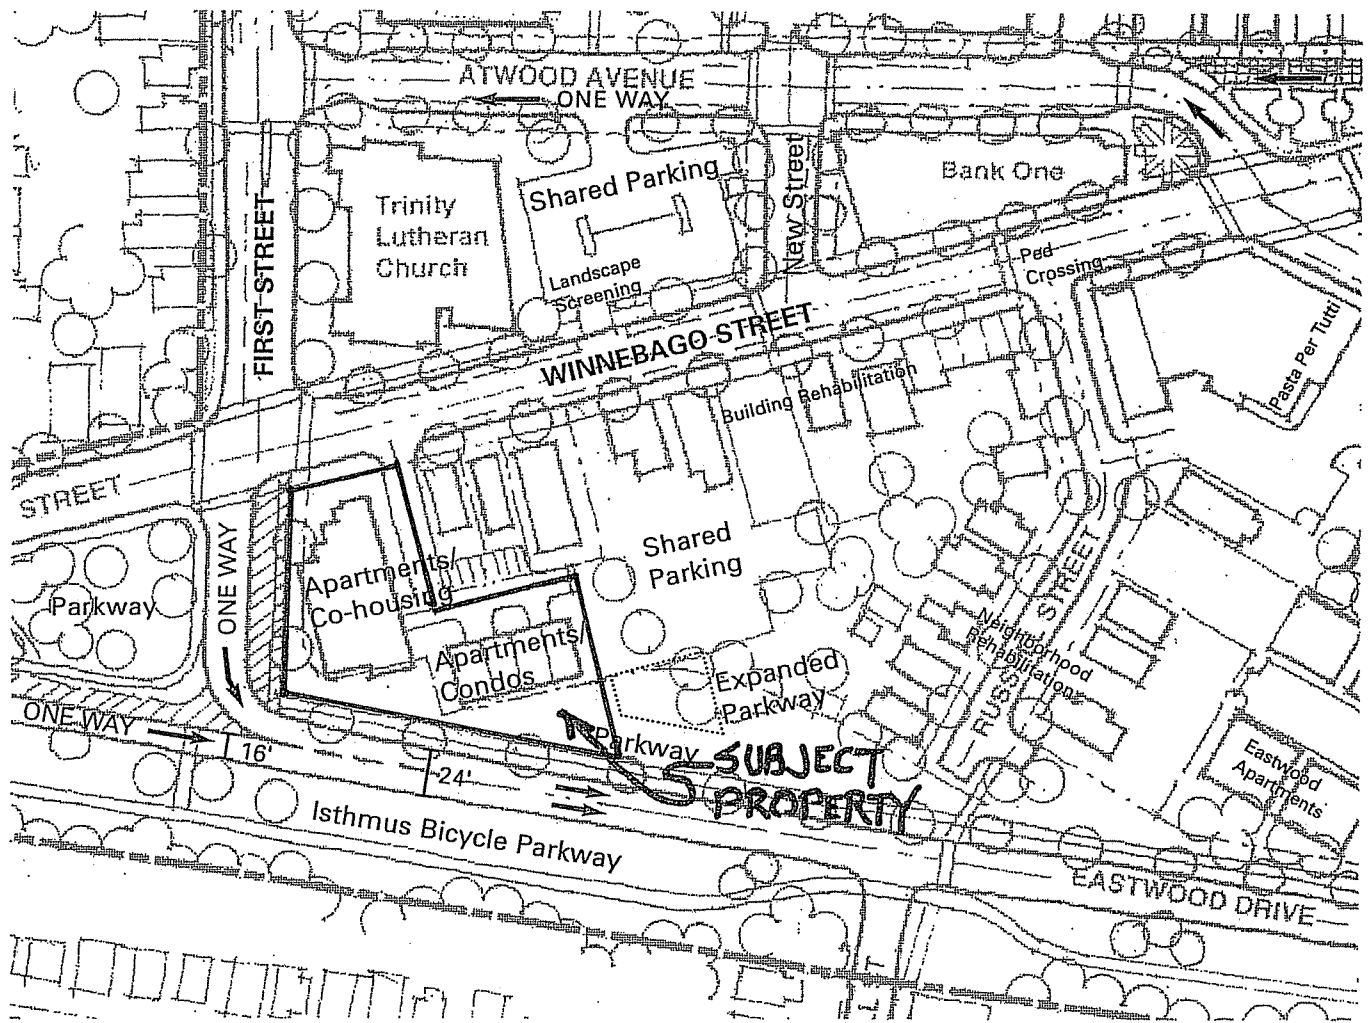 ATWOOD AVENUE
ONE WAY
FIRST STREET
Trinity
Lutheran
Church
Shared Parking
Landscape
Screening
New Street
Bank One
Ped
Crossing
Pasta Per Tutti
WINNEBAGO STREET
Building Rehabilitation
STREET
Parkway
ONE WAY
Apartments/
Co-housing
Apartments/
Condos
Shared
Parking
Expanded
Parkway
Parkway
SUBJECT
PROPERTY
RUSSELL STREET
Neighborhood
Rehabilitation
Eastwood
Apartments
ONE WAY
16'
24'
Isthmus Bicycle Parkway
EASTWOOD DRIVE